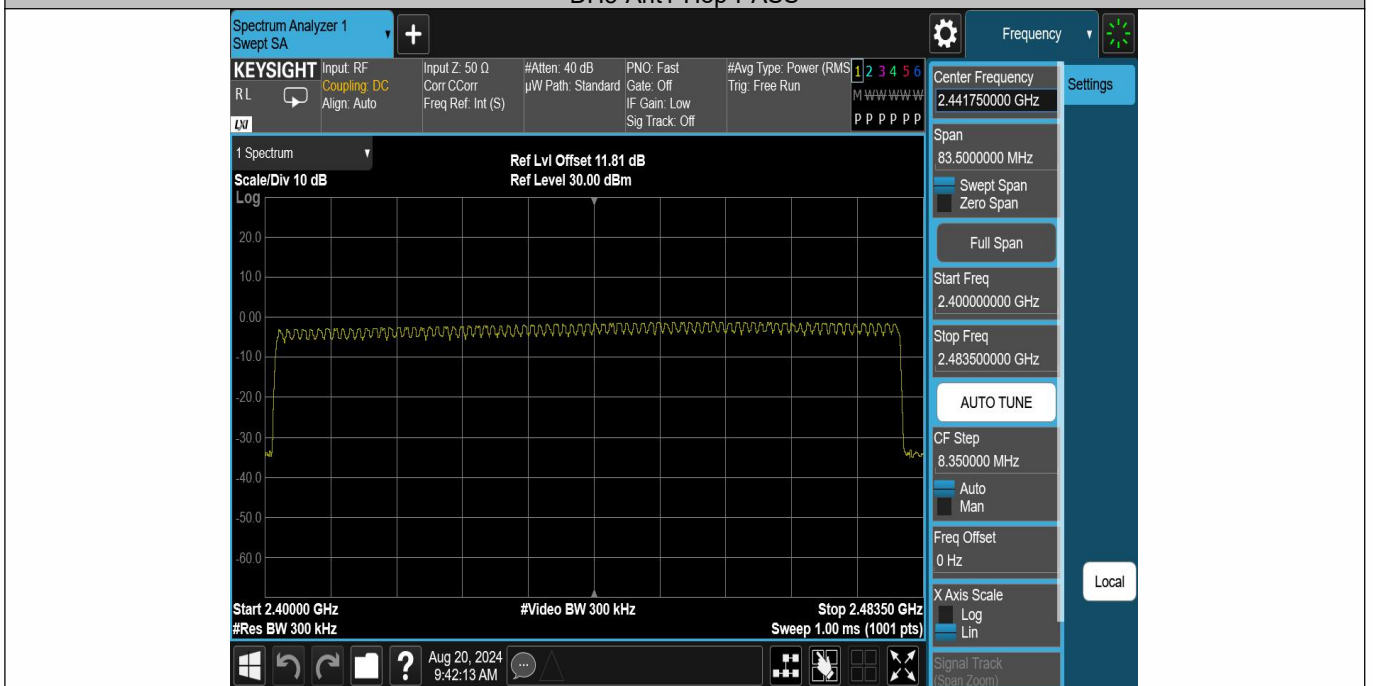 Spectrum Analyzer 1
Swept SA
+
Frequency
KEYSIGHT
RL
LXI
Input: RF
Coupling: DC
Align: Auto
Input Z: 50 Ω
Corr CCorr
Freq Ref: Int (S)
#Atten: 40 dB
µW Path: Standard
PNO: Fast
Gate: Off
IF Gain: Low
Sig Track: Off
#Avg Type: Power (RMS
Trig: Free Run
1 2 3 4 5 6
M W W W W W
P P P P P P
1 Spectrum
Scale/Div 10 dB
Log
Ref Lvl Offset 11.81 dB
Ref Level 30.00 dBm
20.0
10.0
0.00
-10.0
-20.0
-30.0
-40.0
-50.0
-60.0
Start 2.40000 GHz
#Res BW 300 kHz
#Video BW 300 kHz
Stop 2.48350 GHz
Sweep 1.00 ms (1001 pts)
Center Frequency
2.441750000 GHz
Settings
Span
83.5000000 MHz
Swept Span
Zero Span
Full Span
Start Freq
2.400000000 GHz
Stop Freq
2.483500000 GHz
AUTO TUNE
CF Step
8.350000 MHz
Auto
Man
Freq Offset
0 Hz
X Axis Scale
Log
Lin
Signal Track
(Span Zoom)
Local
?
Aug 20, 2024
9:42:13 AM